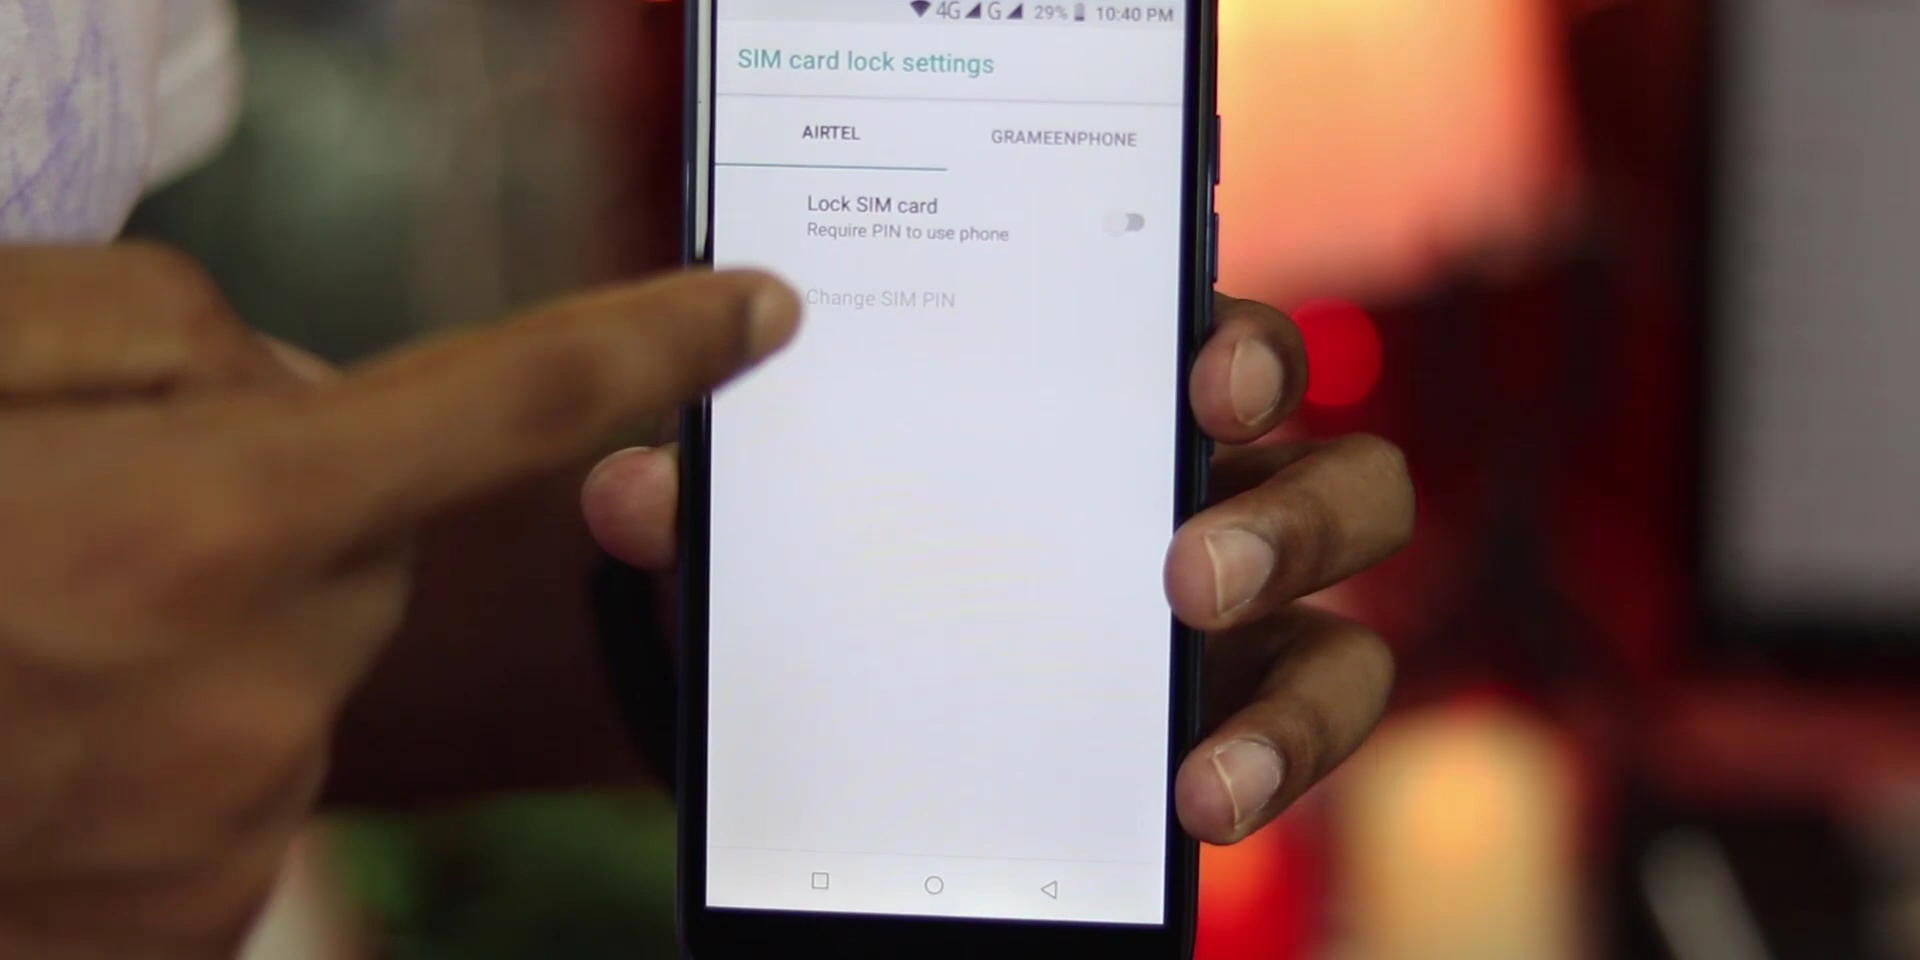 4G G 29% 10:40 PM
SIM card lock settings
AIRTEL GRAMEENPHONE
Lock SIM card
Require PIN to use phone
Change SIM PIN